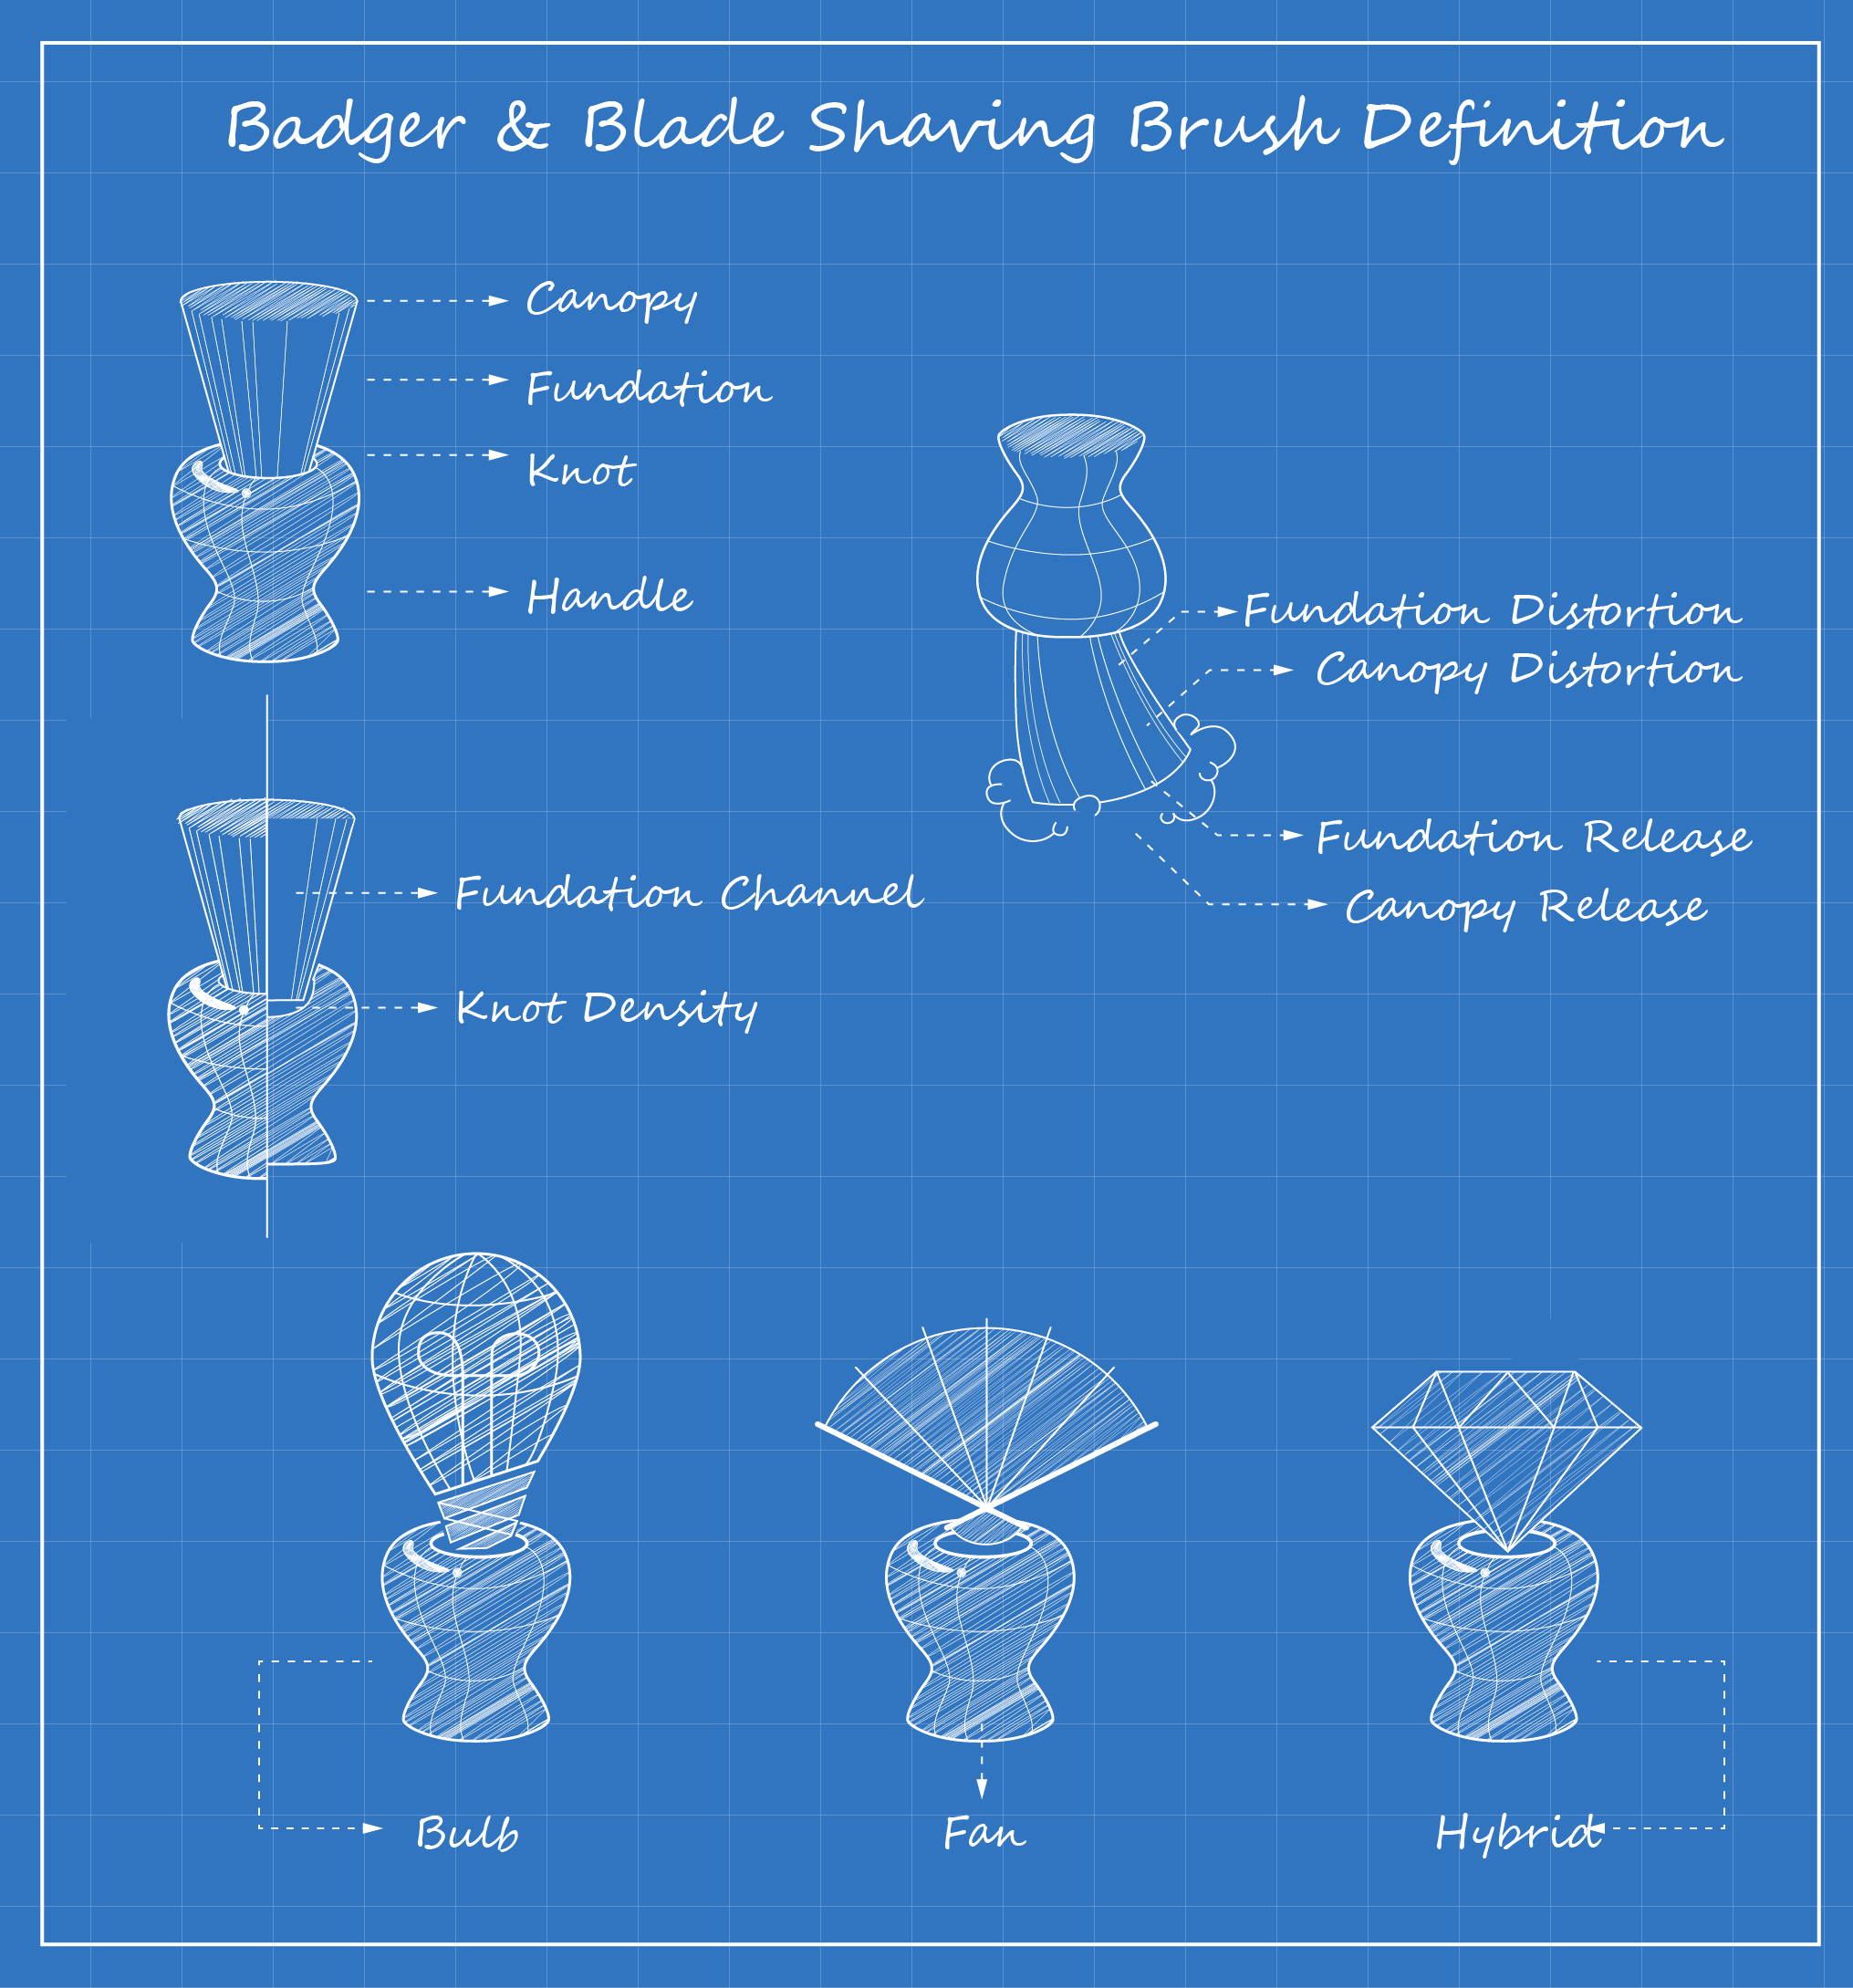 Badger & Blade Shaving Brush Definition
Canopy
Fundation
Knot
Handle
Fundation Distortion
Canopy Distortion
Fundation Release
Canopy Release
Fundation Channel
Knot Density
Bulb
Fan
Hybrid